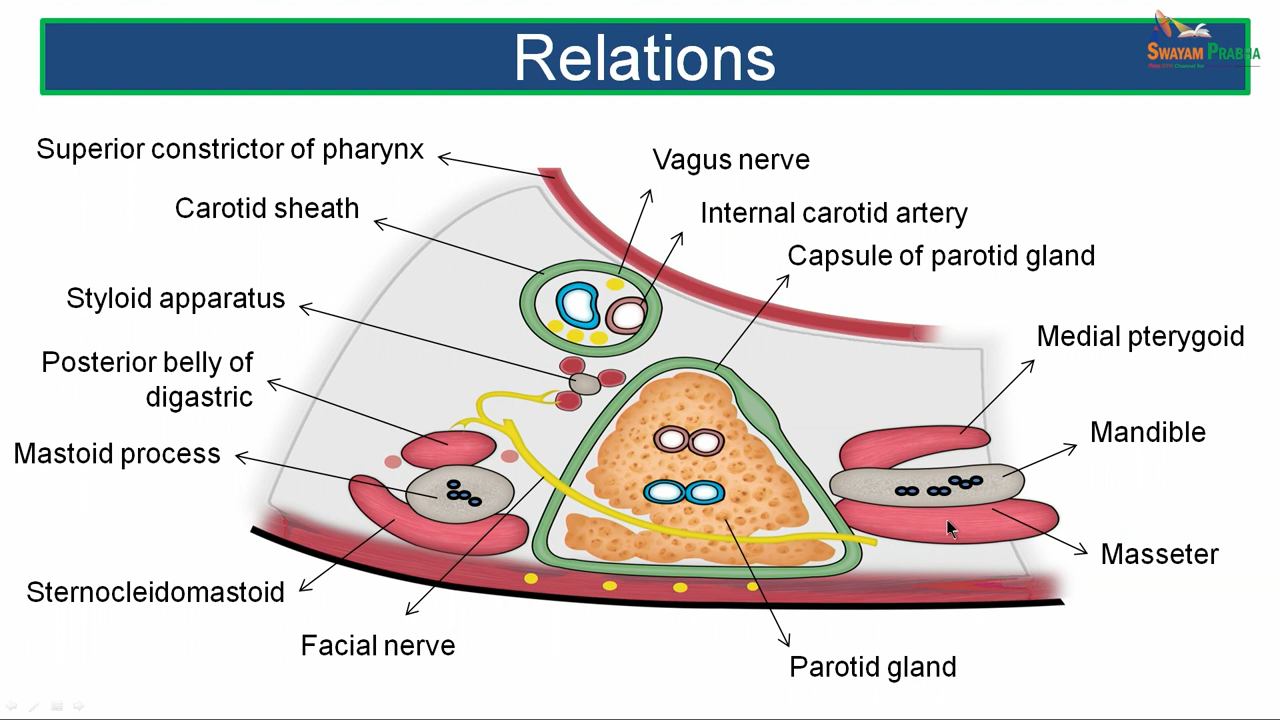 Relations
SWAYAM PRABHA
Superior constrictor of pharynx
Vagus nerve
Carotid sheath
Internal carotid artery
Capsule of parotid gland
Styloid apparatus
Medial pterygoid
Posterior belly of
digastric
Mandible
Mastoid process
Masseter
Sternocleidomastoid
Facial nerve
Parotid gland